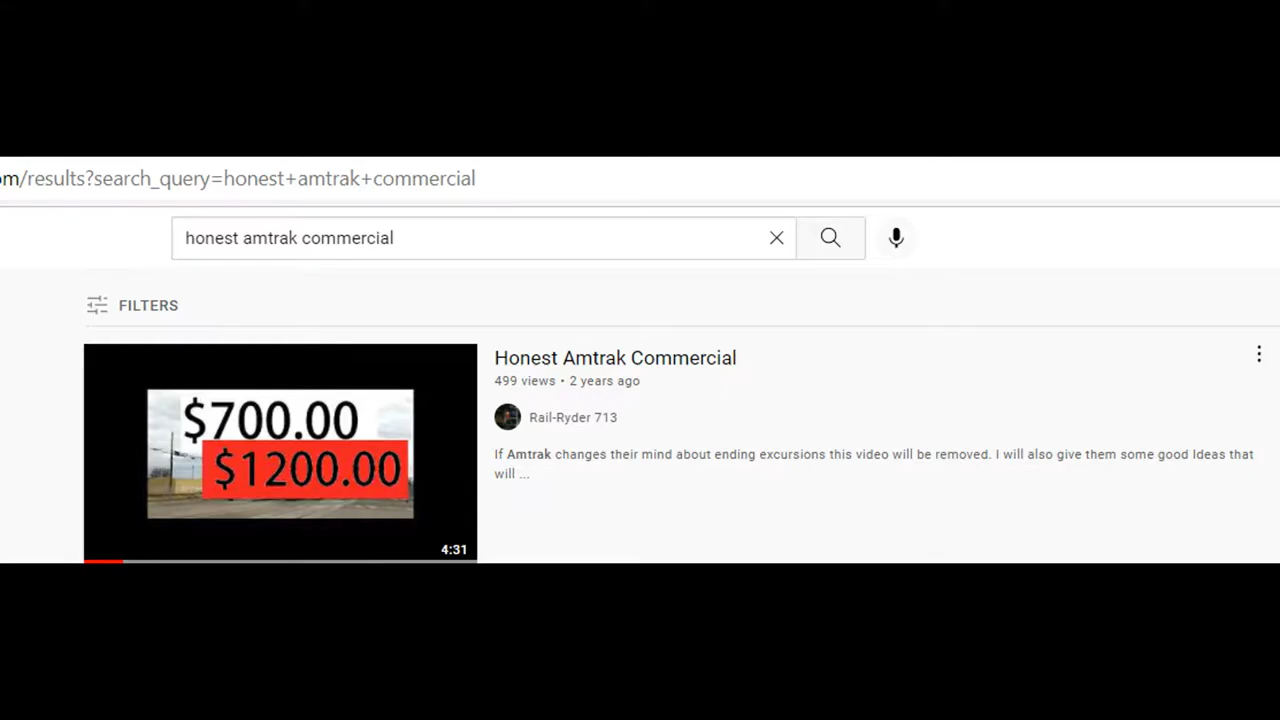 om/results?search_query=honest+amtrak+commercial
honest amtrak commercial
FILTERS
$700.00
$1200.00
4:31
Honest Amtrak Commercial
499 views • 2 years ago
Rail-Ryder 713
If Amtrak changes their mind about ending excursions this video will be removed. I will also give them some good Ideas that
will ...